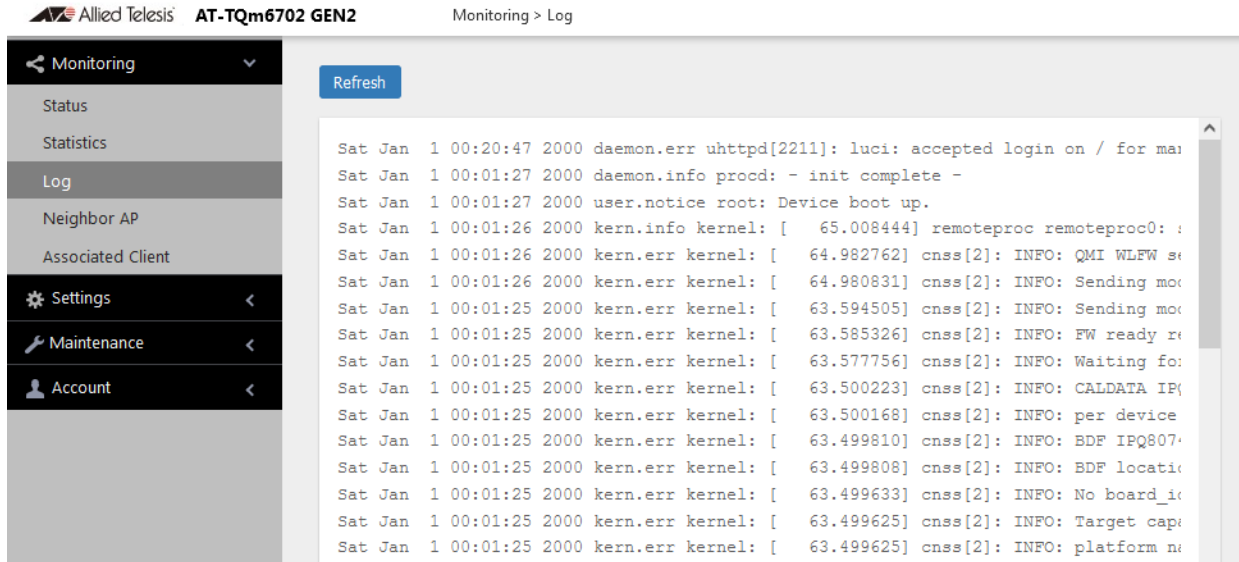 Allied Telesis AT-TQm6702 GEN2 Monitoring > Log
Monitoring
Status
Statistics
Log
Neighbor AP
Associated Client
Settings
Maintenance
Account
Refresh
Sat Jan  1 00:20:47 2000 daemon.err uhttpd[2211]: luci: accepted login on / for
Sat Jan  1 00:01:27 2000 daemon.info procd: - init complete -
Sat Jan  1 00:01:27 2000 user.notice root: Device boot up.
Sat Jan  1 00:01:26 2000 kern.info kernel: [   65.008444] remoteproc remoteproc0:
Sat Jan  1 00:01:26 2000 kern.err kernel: [   64.982762] cnss[2]: INFO: QMI WLFW
Sat Jan  1 00:01:26 2000 kern.err kernel: [   64.980831] cnss[2]: INFO: Sending
Sat Jan  1 00:01:25 2000 kern.err kernel: [   63.594505] cnss[2]: INFO: Sending
Sat Jan  1 00:01:25 2000 kern.err kernel: [   63.585326] cnss[2]: INFO: FW ready
Sat Jan  1 00:01:25 2000 kern.err kernel: [   63.577756] cnss[2]: INFO: Waiting
Sat Jan  1 00:01:25 2000 kern.err kernel: [   63.500223] cnss[2]: INFO: CALDATA
Sat Jan  1 00:01:25 2000 kern.err kernel: [   63.500168] cnss[2]: INFO: per device
Sat Jan  1 00:01:25 2000 kern.err kernel: [   63.499810] cnss[2]: INFO: BDF IPQ8074
Sat Jan  1 00:01:25 2000 kern.err kernel: [   63.499808] cnss[2]: INFO: BDF
Sat Jan  1 00:01:25 2000 kern.err kernel: [   63.499633] cnss[2]: INFO: No
Sat Jan  1 00:01:25 2000 kern.err kernel: [   63.499625] cnss[2]: INFO: Target
Sat Jan  1 00:01:25 2000 kern.err kernel: [   63.499625] cnss[2]: INFO: platform